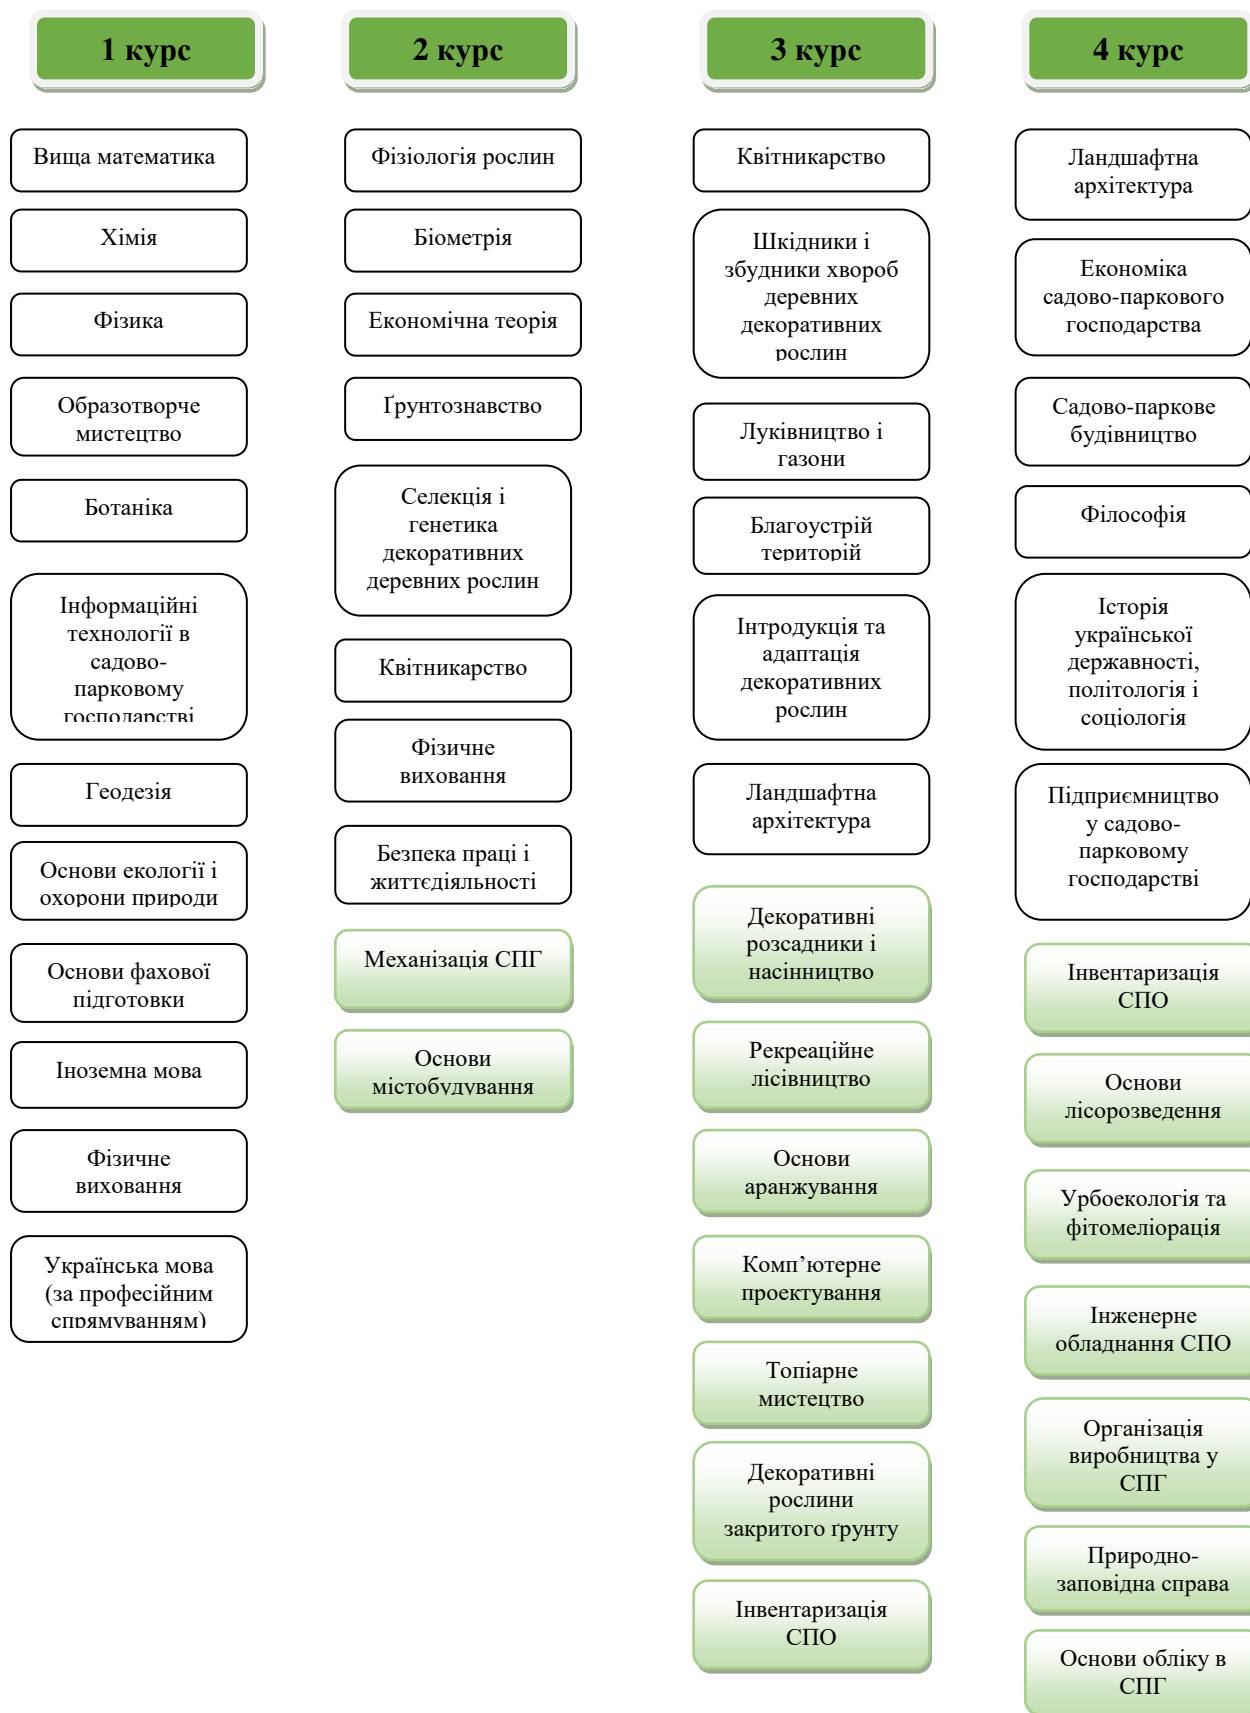 1 курс
Вища математика
Хімія
Фізика
Образотворче
мистецтво
Ботаніка
Інформаційні
технології в
садово-
парковому
господарстві
Геодезія
Основи екології і
охорони природи
Основи фахової
підготовки
Іноземна мова
Фізичне
виховання
Українська мова
(за професійним
спрямуванням)
2 курс
Фізіологія рослин
Біометрія
Економічна теорія
Ґрунтознавство
Селекція і
генетика
декоративних
деревних рослин
Квітникарство
Фізичне
виховання
Безпека праці і
життєдіяльності
Механізація СПГ
Основи
містобудування
3 курс
Квітникарство
Шкідники і
збудники хвороб
деревних
декоративних
рослин
Луківництво і
газони
Благоустрій
територій
Інтродукція та
адаптація
декоративних
рослин
Ландшафтна
архітектура
Декоративні
розсадники і
насінництво
Рекреаційне
лісівництво
Основи
аранжування
Комп’ютерне
проектування
Топіарне
мистецтво
Декоративні
рослини
закритого ґрунту
Інвентаризація
СПО
4 курс
Ландшафтна
архітектура
Економіка
садово-паркового
господарства
Садово-паркове
будівництво
Філософія
Історія
української
державності,
політологія і
соціологія
Підприємництво
у садово-
парковому
господарстві
Інвентаризація
СПО
Основи
лісорозведення
Урбоекологія та
фітомеліорація
Інженерне
обладнання СПО
Організація
виробництва у
СПГ
Природно-
заповідна справа
Основи обліку в
СПГ